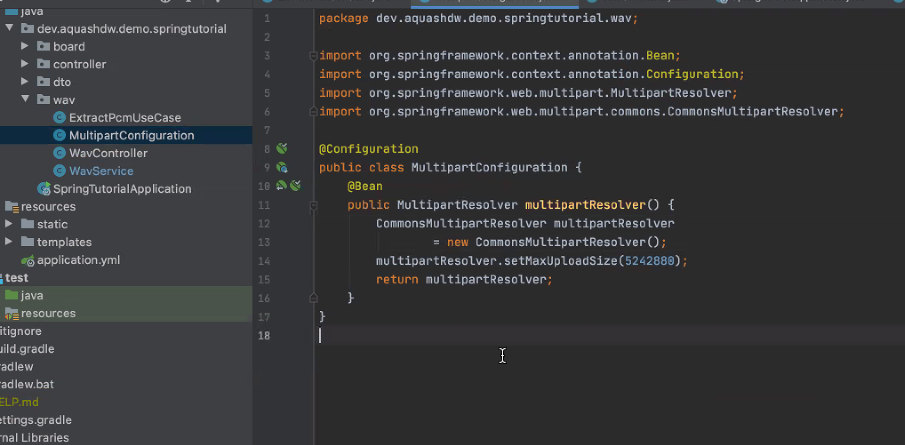 java
dev.aquashdw.demo.springtutorial
board
controller
dto
wav
ExtractPcmUseCase
MultipartConfiguration
WavController
WavService
SpringTutorialApplication
resources
static
templates
application.yml
test
java
resources
itignore
uild.gradle
radlew
radlew.bat
ELP.md
ettings.gradle
rnal Libraries
1 package dev.aquashdw.demo.springtutorial.wav;
2
3 import org.springframework.context.annotation.Bean;
4 import org.springframework.context.annotation.Configuration;
5 import org.springframework.web.multipart.MultipartResolver;
6 import org.springframework.web.multipart.commons.CommonsMultipartResolver;
7
8 @Configuration
9 public class MultipartConfiguration {
10 @Bean
11 public MultipartResolver multipartResolver() {
12 CommonsMultipartResolver multipartResolver
13 = new CommonsMultipartResolver();
14 multipartResolver.setMaxUploadSize(5242880);
15 return multipartResolver;
16 }
17 }
18